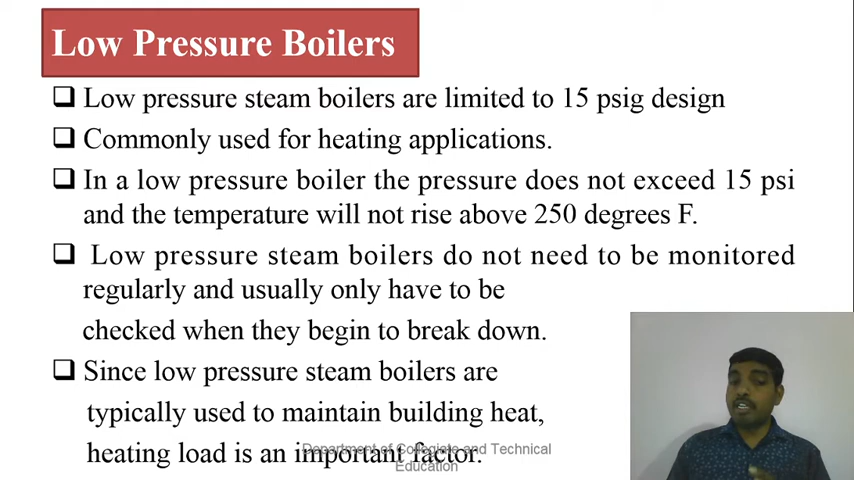 Low Pressure Boilers
❑ Low pressure steam boilers are limited to 15 psig design
❑ Commonly used for heating applications.
❑ In a low pressure boiler the pressure does not exceed 15 psi
and the temperature will not rise above 250 degrees F.
❑ Low pressure steam boilers do not need to be monitored
regularly and usually only have to be
checked when they begin to break down.
❑ Since low pressure steam boilers are
typically used to maintain building heat,
heating load is an important factor.
Department of Collegiate and Technical
Education